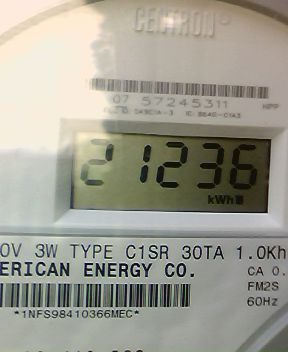 CENTRON®
07 57245311 HPP
21236
kWh
0V 3W TYPE C1SR 30TA 1.0Kh
ERICAN ENERGY CO. CA 0.
FM2S
60Hz
*1NFS98410366MEC*